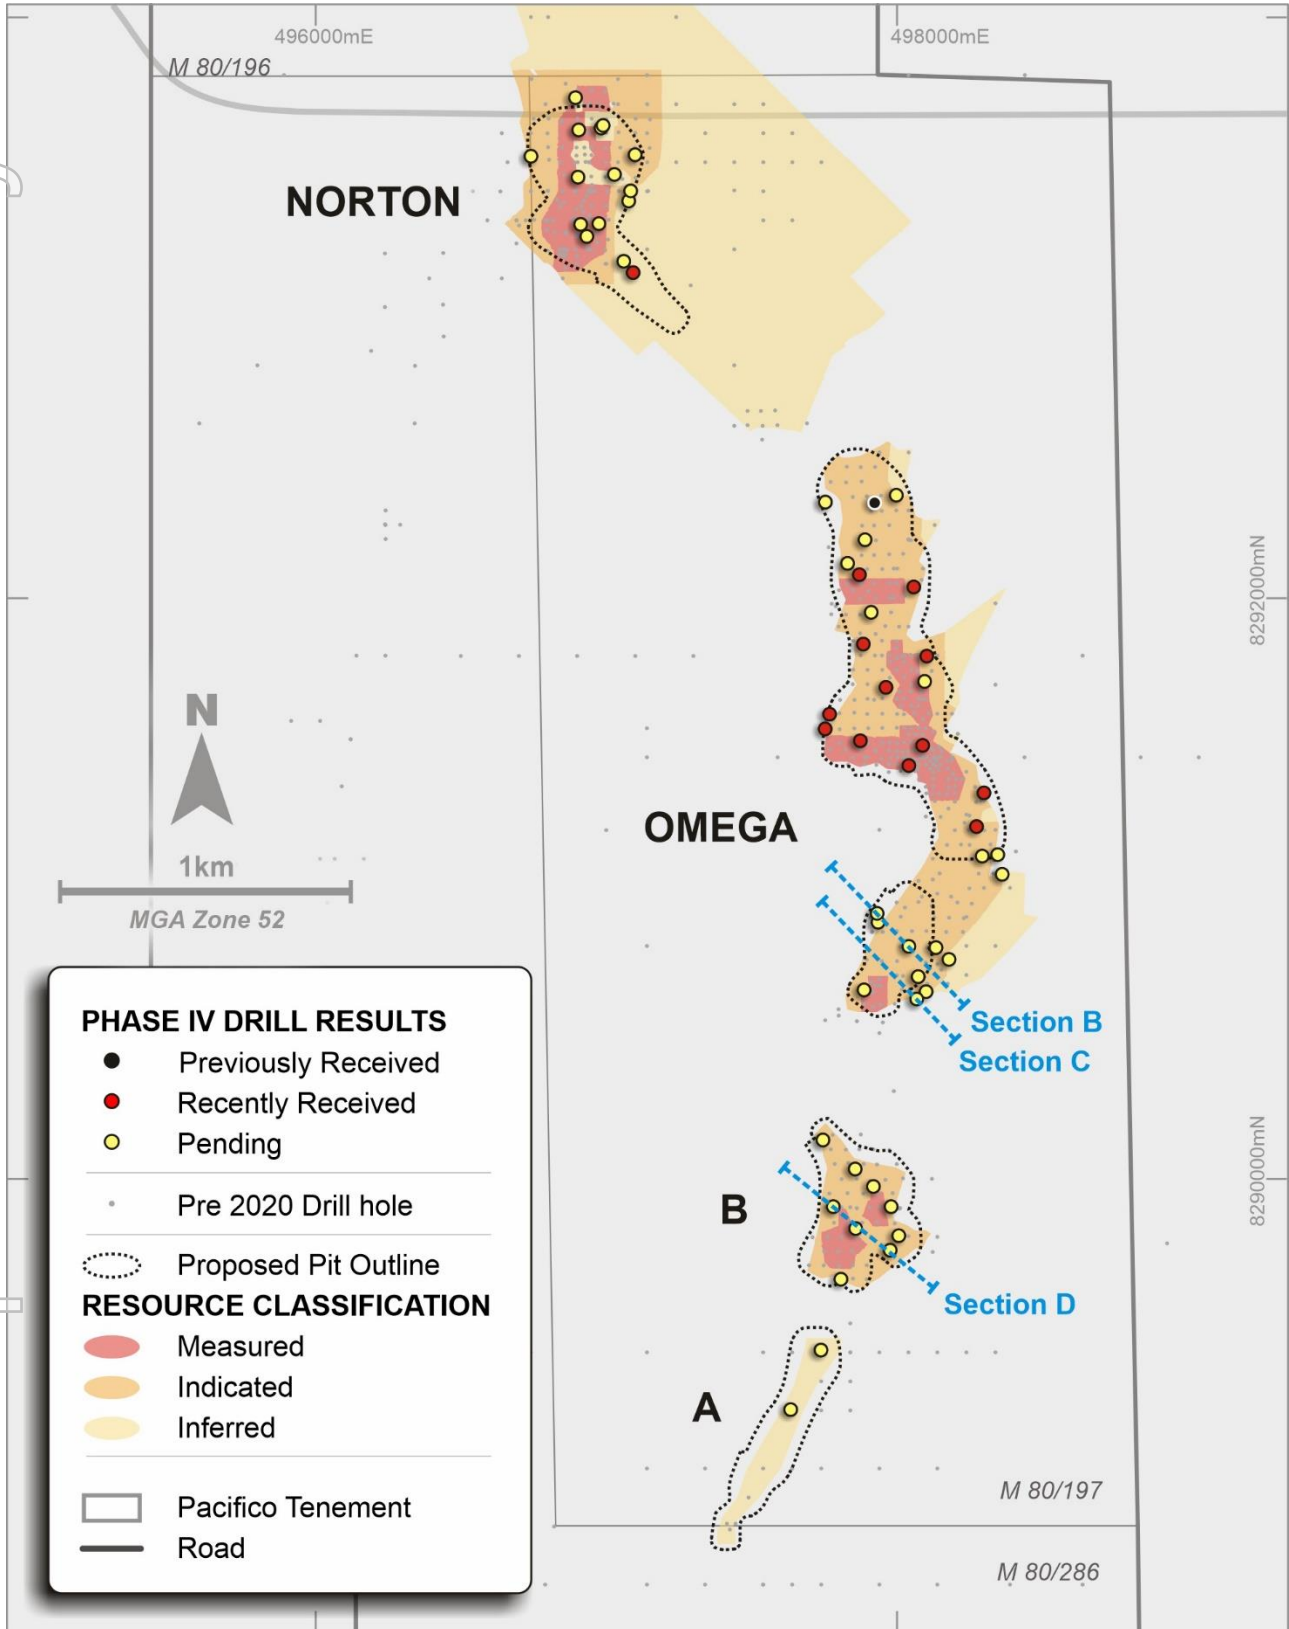 496000mE
498000mE
M 80/196
NORTON
8292000mN
N
1km
MGA Zone 52
OMEGA
Section B
Section C
PHASE IV DRILL RESULTS
Previously Received
Recently Received
Pending
Pre 2020 Drill hole
Proposed Pit Outline
RESOURCE CLASSIFICATION
Measured
Indicated
Inferred
Pacifico Tenement
Road
8290000mN
B
Section D
A
M 80/197
M 80/286